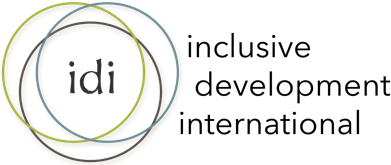 idi
inclusive
development
international